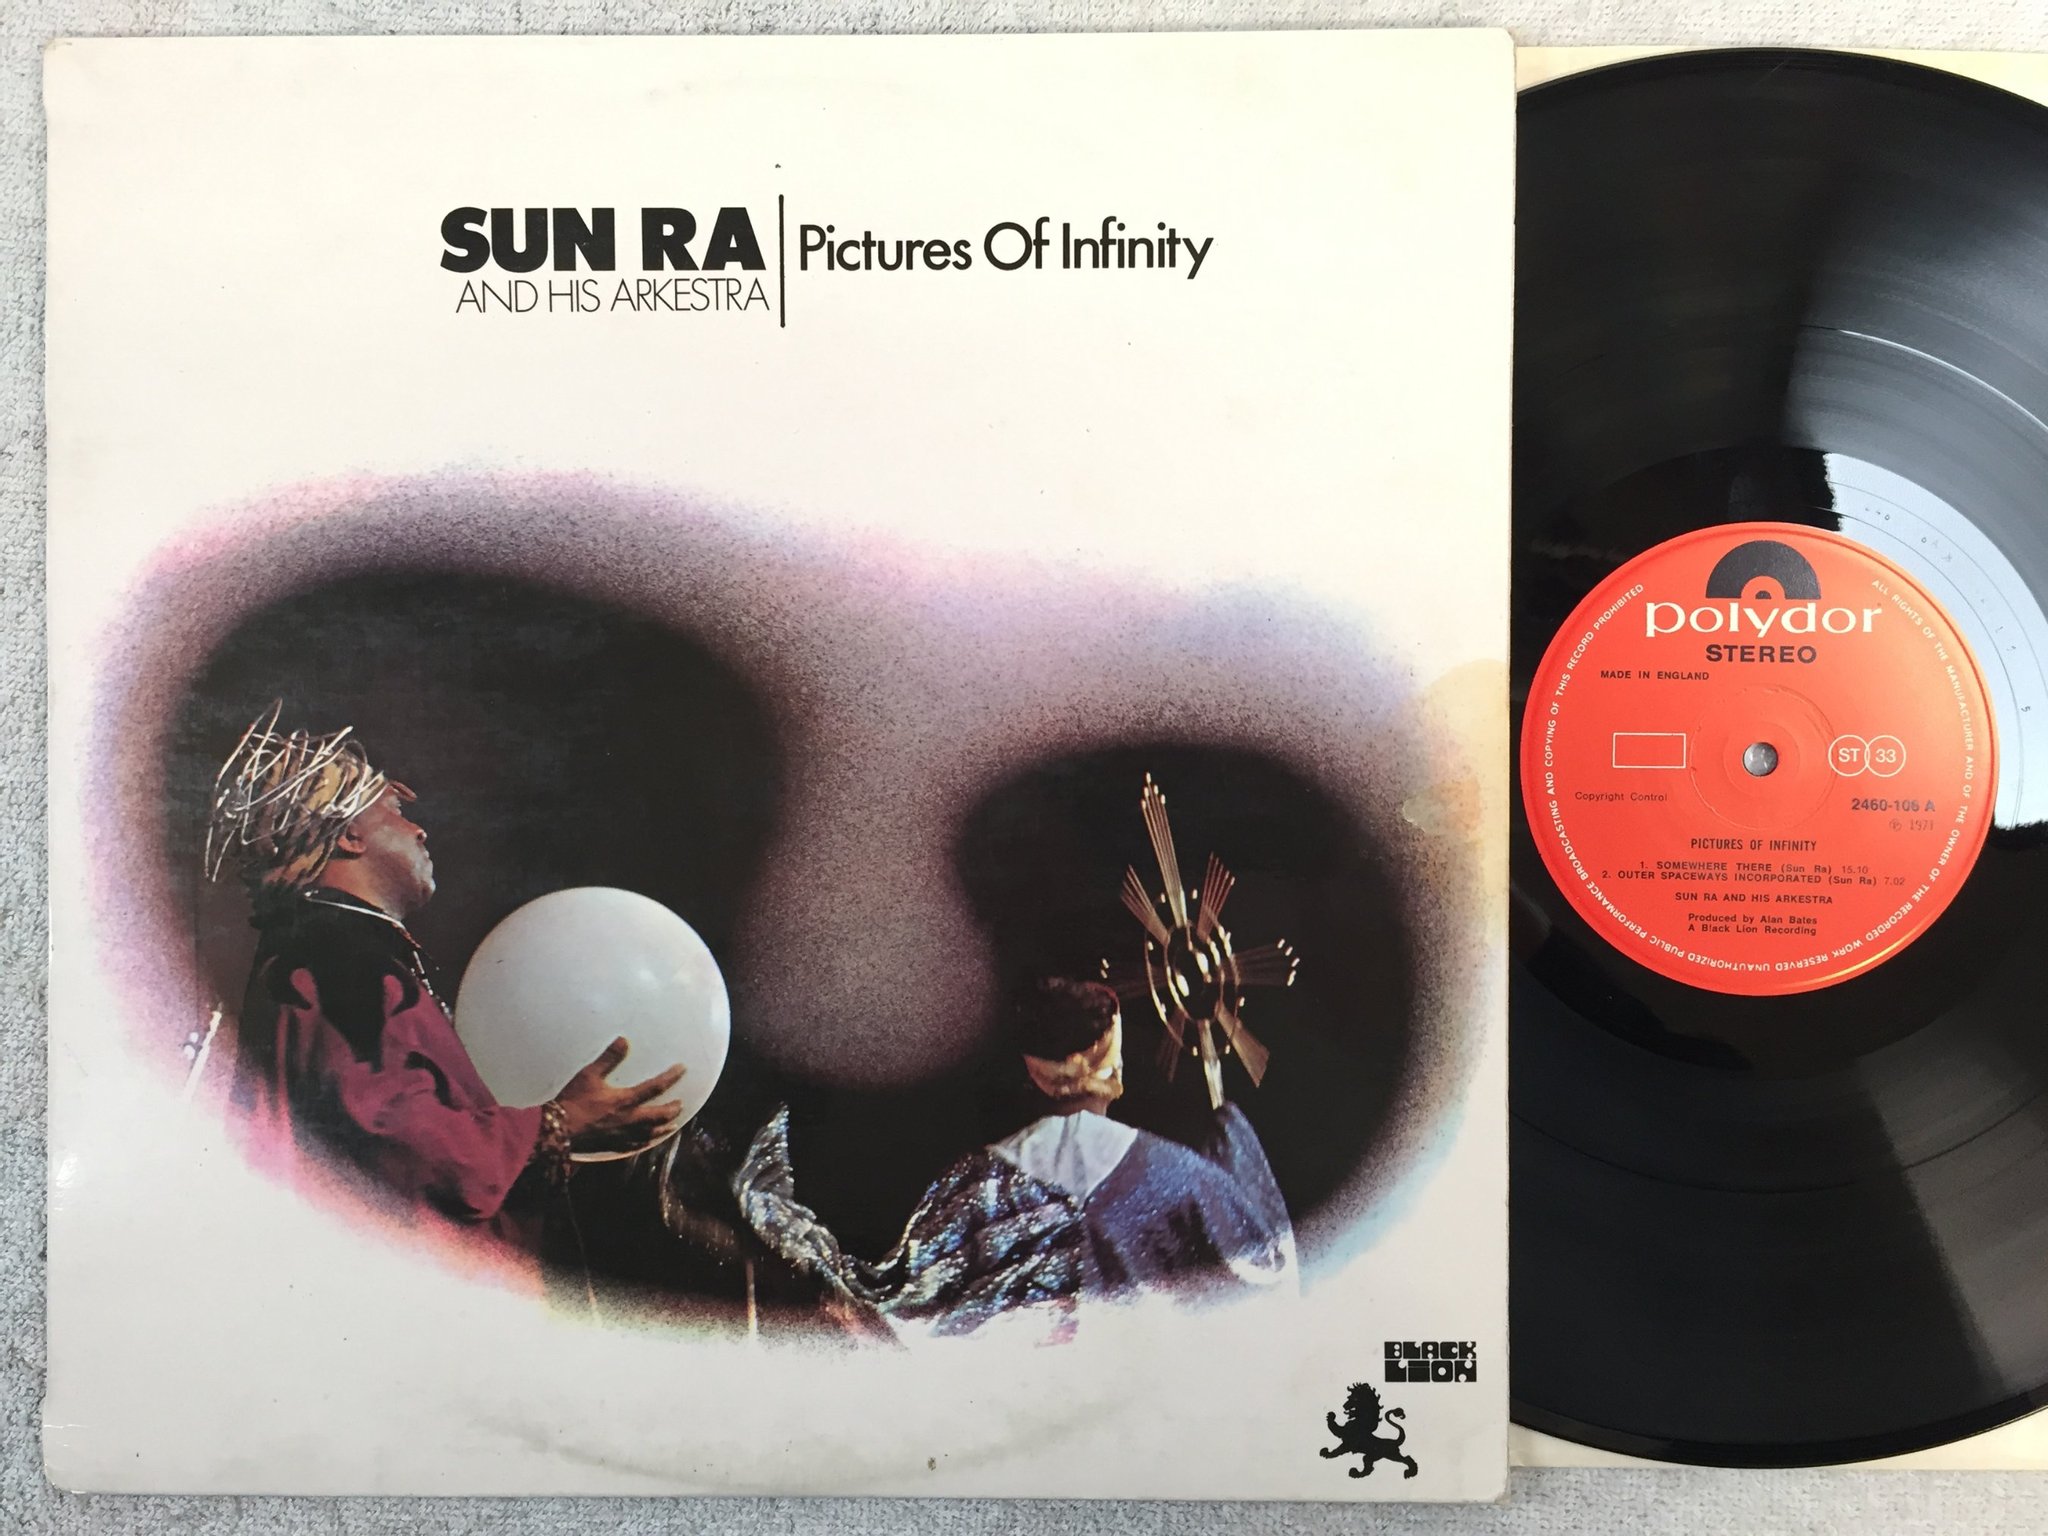 SUN RA
AND HIS ARKESTRA
Pictures Of Infinity
BLACK
LION
polydor
STEREO
MADE IN ENGLAND
ST 33
Copyright Control
2460-106 A
℗ 1971
PICTURES OF INFINITY
1. SOMEWHERE THERE (Sun Ra) 15.10
2. OUTER SPACEWAYS INCORPORATED (Sun Ra) 7.02
SUN RA AND HIS ARKESTRA
Produced by Alan Bates
A Black Lion Recording
ALL RIGHTS OF THE MANUFACTURER AND OF THE OWNER OF THE RECORDED WORK RESERVED UNAUTHORIZED PUBLIC PERFORMANCE BROADCASTING AND COPYING OF THIS RECORD PROHIBITED